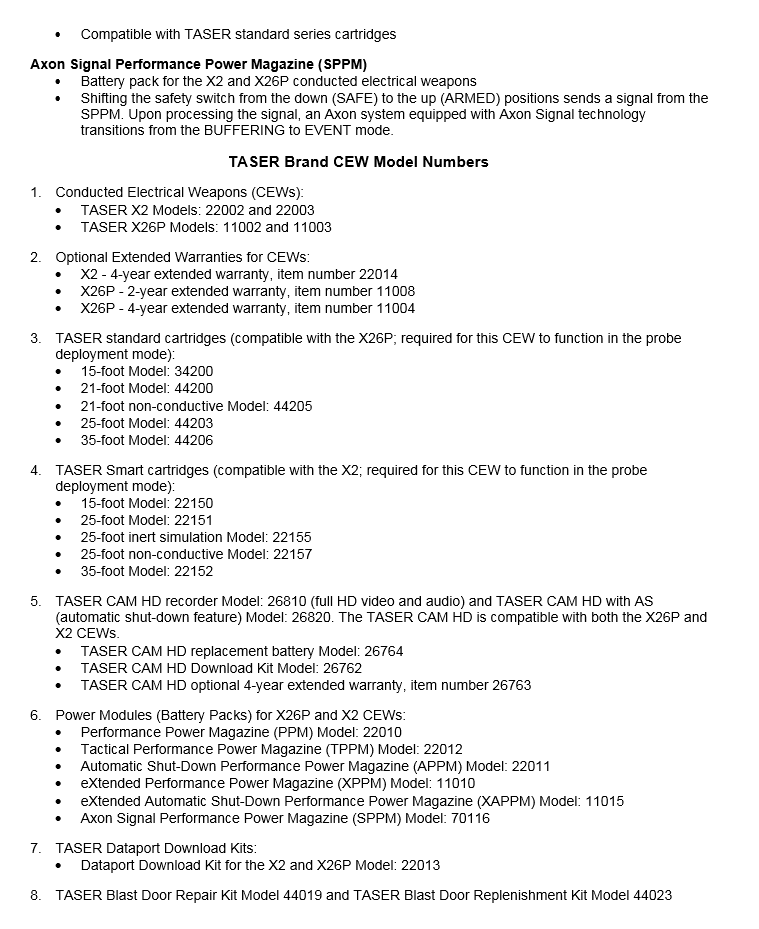 • Compatible with TASER standard series cartridges
Axon Signal Performance Power Magazine (SPPM)
• Battery pack for the X2 and X26P conducted electrical weapons
• Shifting the safety switch from the down (SAFE) to the up (ARMED) positions sends a signal from the
SPPM. Upon processing the signal, an Axon system equipped with Axon Signal technology
transitions from the BUFFERING to EVENT mode.
TASER Brand CEW Model Numbers
1. Conducted Electrical Weapons (CEWs):
• TASER X2 Models: 22002 and 22003
• TASER X26P Models: 11002 and 11003
2. Optional Extended Warranties for CEWs:
• X2 - 4-year extended warranty, item number 22014
• X26P - 2-year extended warranty, item number 11008
• X26P - 4-year extended warranty, item number 11004
3. TASER standard cartridges (compatible with the X26P; required for this CEW to function in the probe
deployment mode):
• 15-foot Model: 34200
• 21-foot Model: 44200
• 21-foot non-conductive Model: 44205
• 25-foot Model: 44203
• 35-foot Model: 44206
4. TASER Smart cartridges (compatible with the X2; required for this CEW to function in the probe
deployment mode):
• 15-foot Model: 22150
• 25-foot Model: 22151
• 25-foot inert simulation Model: 22155
• 25-foot non-conductive Model: 22157
• 35-foot Model: 22152
5. TASER CAM HD recorder Model: 26810 (full HD video and audio) and TASER CAM HD with AS
(automatic shut-down feature) Model: 26820. The TASER CAM HD is compatible with both the X26P and
X2 CEWs.
• TASER CAM HD replacement battery Model: 26764
• TASER CAM HD Download Kit Model: 26762
• TASER CAM HD optional 4-year extended warranty, item number 26763
6. Power Modules (Battery Packs) for X26P and X2 CEWs:
• Performance Power Magazine (PPM) Model: 22010
• Tactical Performance Power Magazine (TPPM) Model: 22012
• Automatic Shut-Down Performance Power Magazine (APPM) Model: 22011
• eXtended Performance Power Magazine (XPPM) Model: 11010
• eXtended Automatic Shut-Down Performance Power Magazine (XAPPM) Model: 11015
• Axon Signal Performance Power Magazine (SPPM) Model: 70116
7. TASER Dataport Download Kits:
• Dataport Download Kit for the X2 and X26P Model: 22013
8. TASER Blast Door Repair Kit Model 44019 and TASER Blast Door Replenishment Kit Model 44023